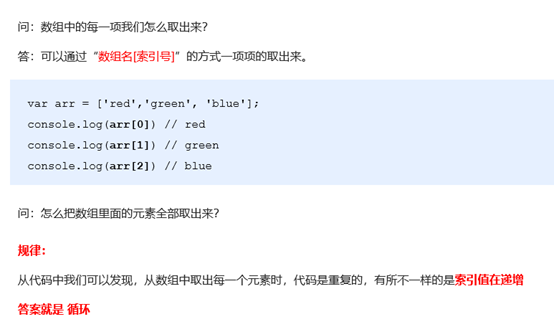 问：数组中的每一项我们怎么取出来？
答：可以通过“数组名[索引号]”的方式一项项的取出来。
var arr = ['red','green', 'blue'];
console.log(arr[0]) // red
console.log(arr[1]) // green
console.log(arr[2]) // blue
问：怎么把数组里面的元素全部取出来？
规律：
从代码中我们可以发现，从数组中取出每一个元素时，代码是重复的，有所不一样的是索引值在递增
答案就是 循环